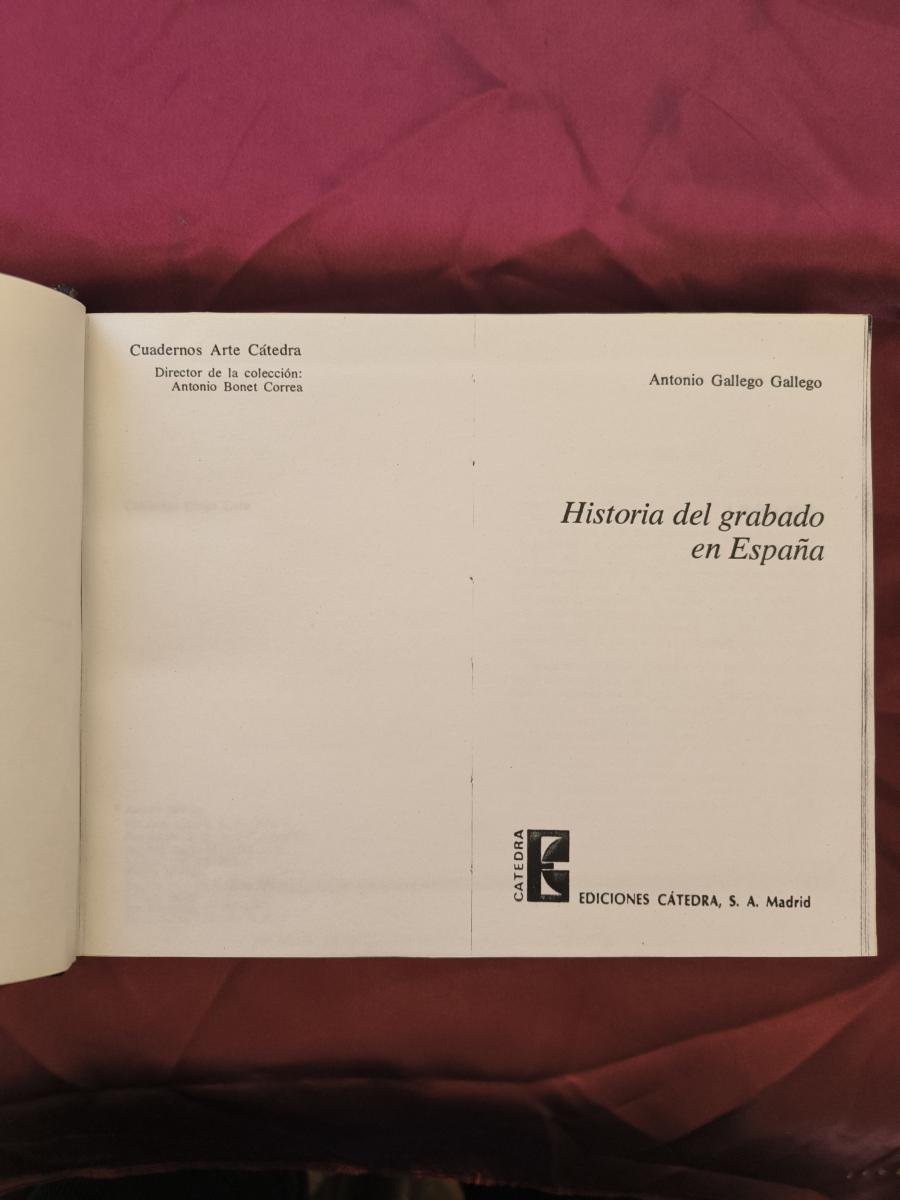 Cuadernos Arte Cátedra
Director de la colección:
Antonio Bonet Correa
Antonio Gallego Gallego
Historia del grabado
en España
CATEDRA
EDICIONES CÁTEDRA, S. A. Madrid